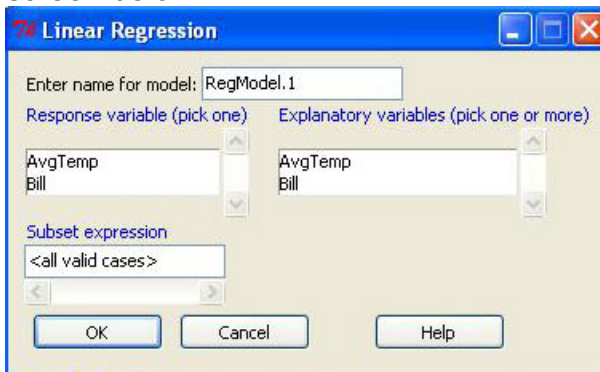 Linear Regression
Enter name for model: RegModel.1
Response variable (pick one) Explanatory variables (pick one or more)
AvgTemp AvgTemp
Bill Bill
Subset expression
<all valid cases>
OK Cancel Help